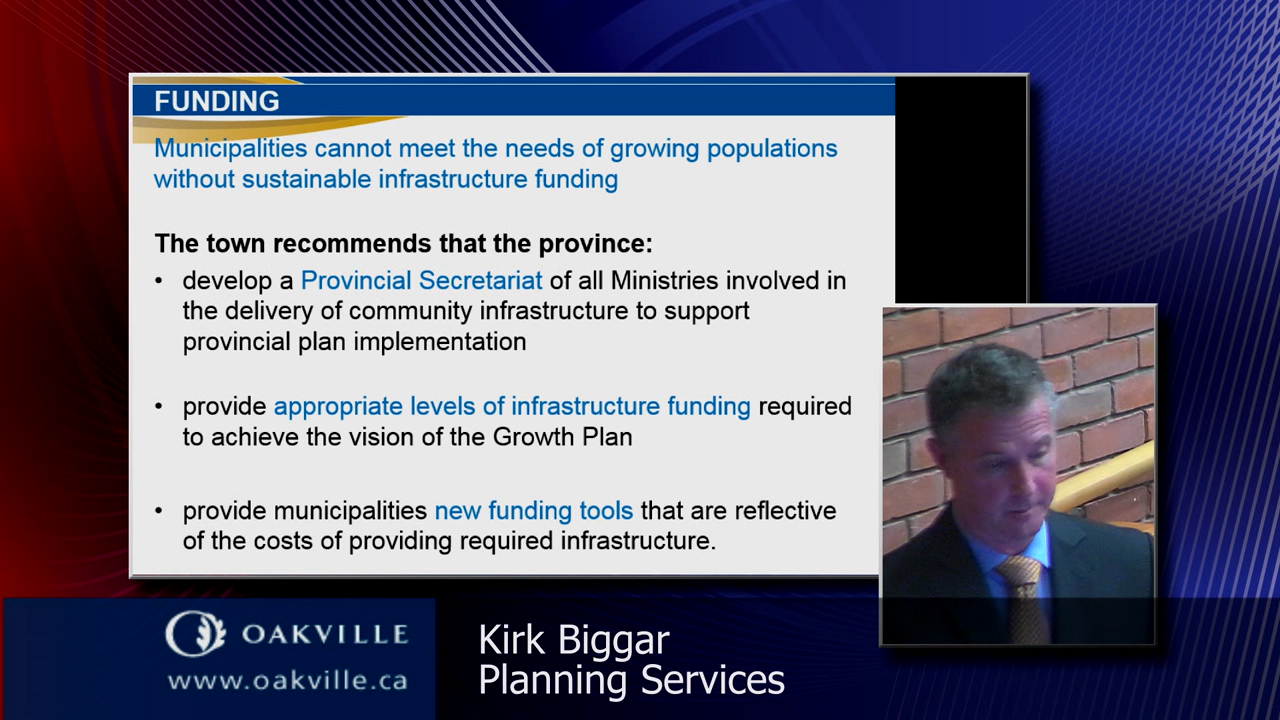 FUNDING
Municipalities cannot meet the needs of growing populations
without sustainable infrastructure funding
The town recommends that the province:
• develop a Provincial Secretariat of all Ministries involved in
the delivery of community infrastructure to support
provincial plan implementation
• provide appropriate levels of infrastructure funding required
to achieve the vision of the Growth Plan
• provide municipalities new funding tools that are reflective
of the costs of providing required infrastructure.
OAKVILLE
www.oakville.ca
Kirk Biggar
Planning Services